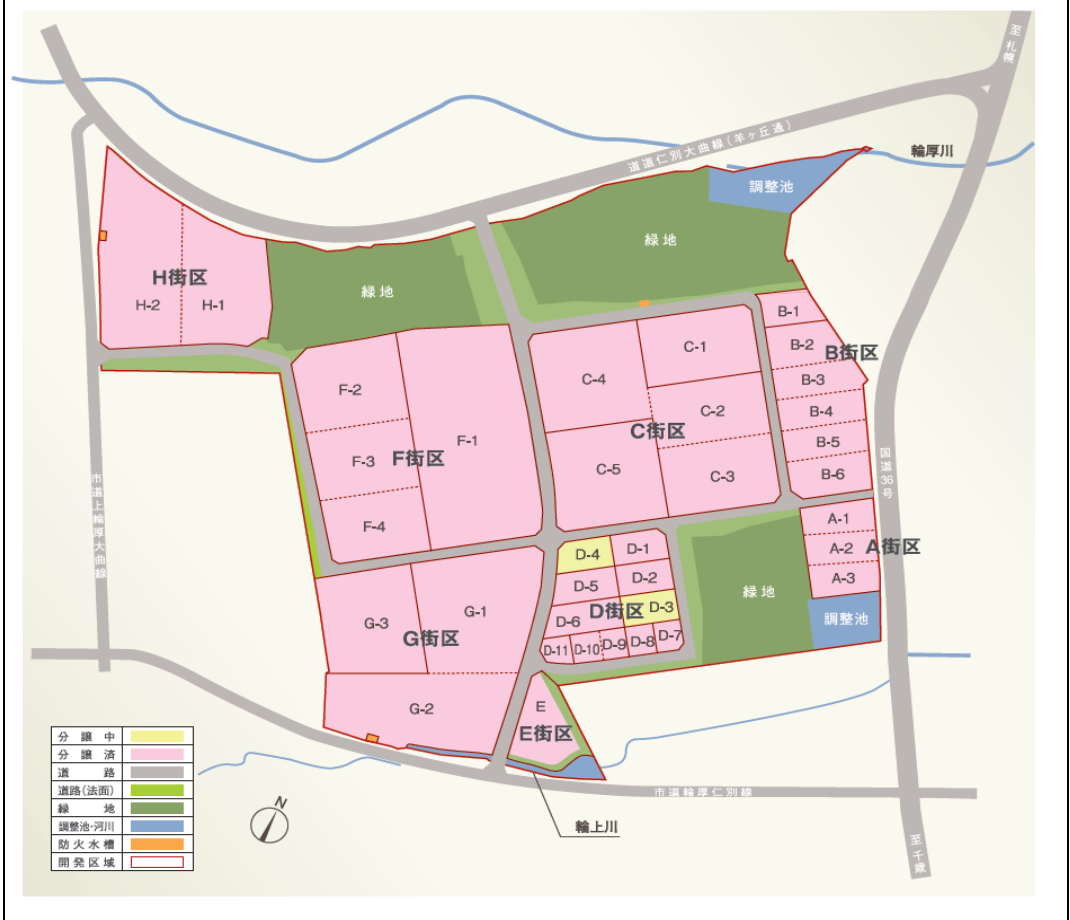 至札幌
道道仁別大曲線(羊ヶ丘通)
輪厚川
調整池
緑地
緑地
H街区
H-2
H-1
B-1
B-2
B街区
B-3
B-4
B-5
B-6
C-1
C-4
C-2
C街区
C-5
C-3
F-2
F-1
F-3
F街区
F-4
国道36号
市道上輪厚大曲線
A-1
A-2
A街区
A-3
緑地
調整池
D-4
D-1
D-5
D-2
D街区
D-3
D-6
D-11
D-10
D-9
D-8
D-7
G-3
G-1
G街区
G-2
E
E街区
分譲中
分譲済
道路
道路(法面)
緑地
調整池・河川
防火水槽
開発区域
N
市道輪厚仁別線
輪上川
至千歳